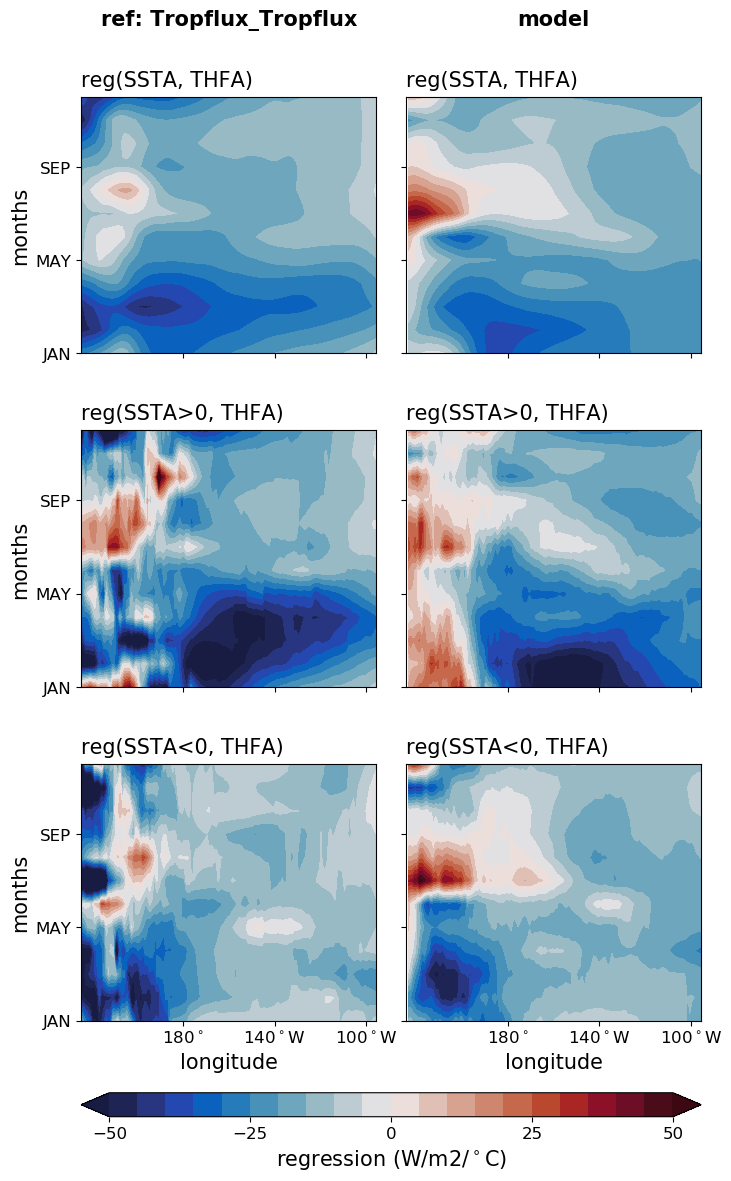 ref: Tropflux_Tropflux
model
reg(SSTA, THFA)
reg(SSTA, THFA)
SEP
MAY
JAN
months
reg(SSTA>0, THFA)
reg(SSTA>0, THFA)
SEP
MAY
JAN
months
reg(SSTA<0, THFA)
reg(SSTA<0, THFA)
SEP
MAY
JAN
months
180° 140°W 100°W
180° 140°W 100°W
longitude
longitude
−50 −25 0 25 50
regression (W/m2/°C)